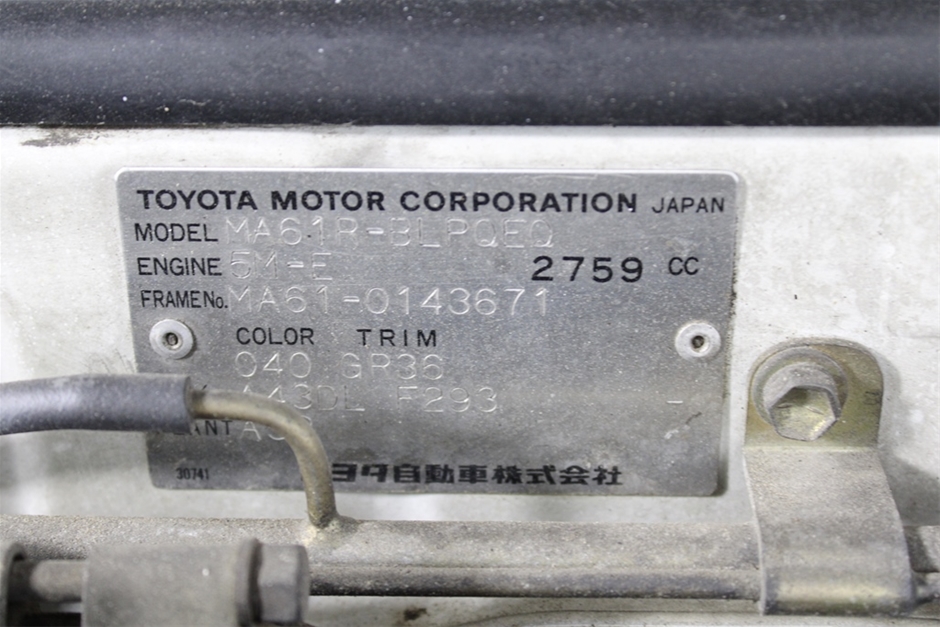 TOYOTA MOTOR CORPORATION JAPAN
MODEL MA61R-BLPQEQ
ENGINE 5M-E 2759 CC
FRAME No. MA61-0143671
COLOR TRIM
040 GR36
A43DL F293 -
30741 ヨタ自動車株式会社